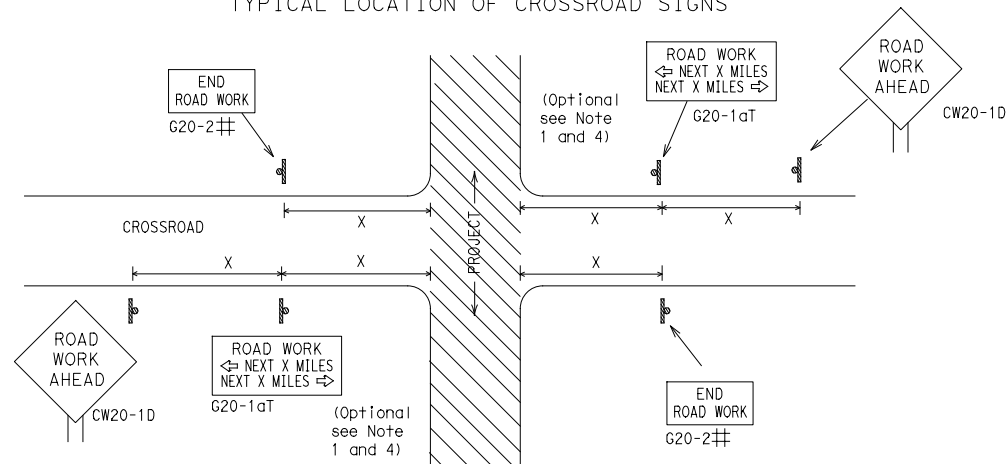 TYPICAL LOCATION OF CROSSROAD SIGNS
END
ROAD WORK
G20-2#
ROAD WORK
⇦ NEXT X MILES
NEXT X MILES ⇨
G20-1aT
(Optional
see Note
1 and 4)
ROAD
WORK
AHEAD
CW20-1D
X
X
X
CROSSROAD
PROJECT
X
X
X
ROAD
WORK
AHEAD
CW20-1D
ROAD WORK
⇦ NEXT X MILES
NEXT X MILES ⇨
G20-1aT
(Optional
see Note
1 and 4)
END
ROAD WORK
G20-2#